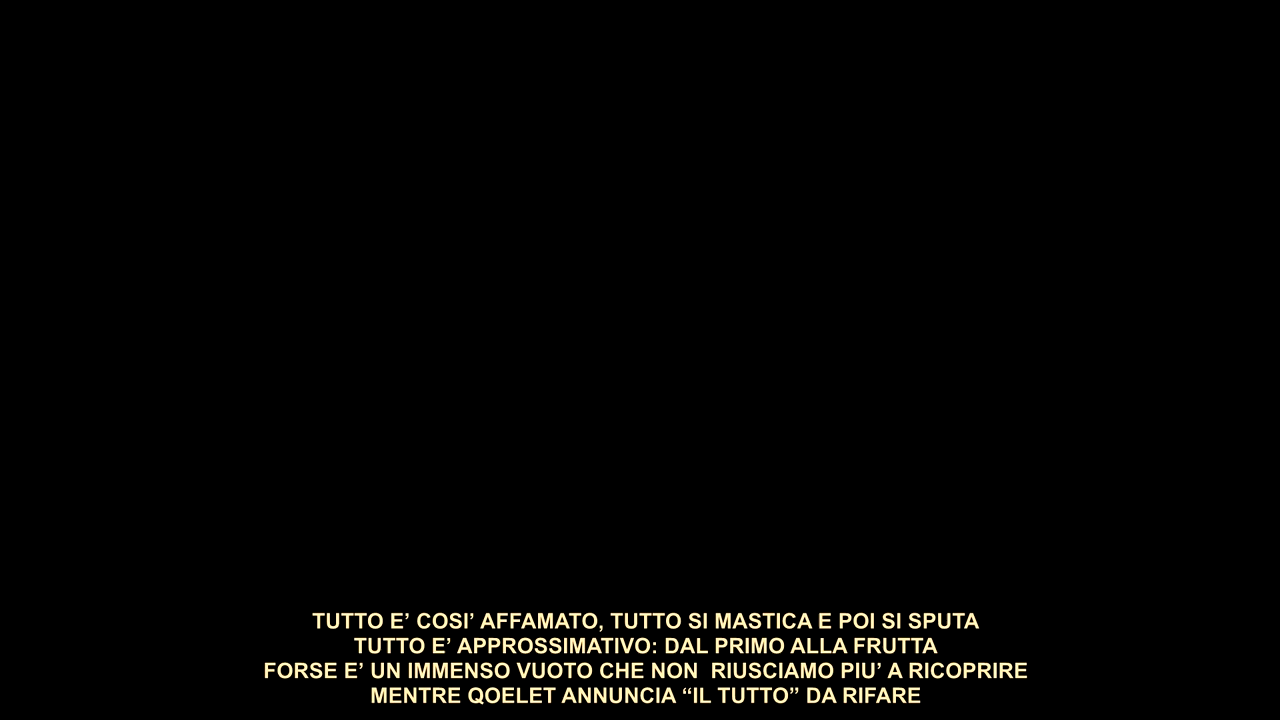 TUTTO E’ COSI’ AFFAMATO, TUTTO SI MASTICA E POI SI SPUTA
TUTTO E’ APPROSSIMATIVO: DAL PRIMO ALLA FRUTTA
FORSE E’ UN IMMENSO VUOTO CHE NON  RIUSCIAMO PIU’ A RICOPRIRE
MENTRE QOELET ANNUNCIA “IL TUTTO” DA RIFARE